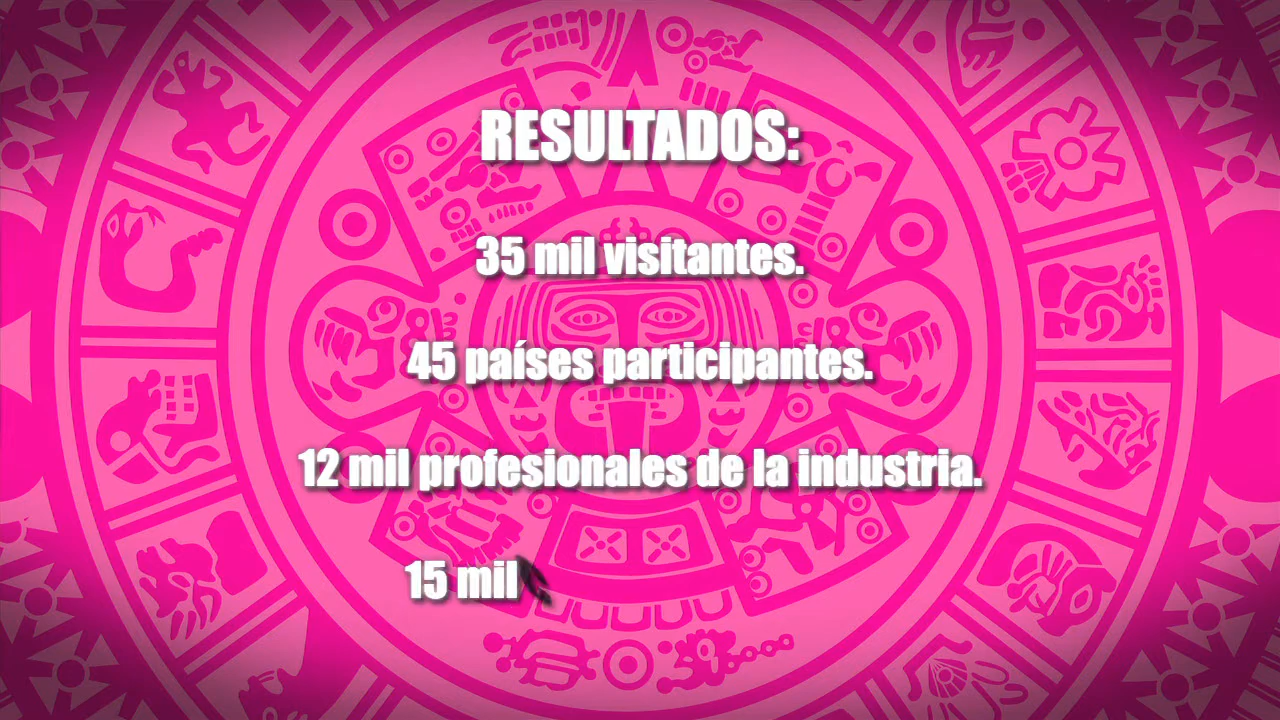 RESULTADOS:
35 mil visitantes.
45 países participantes.
12 mil profesionales de la industria.
15 mil